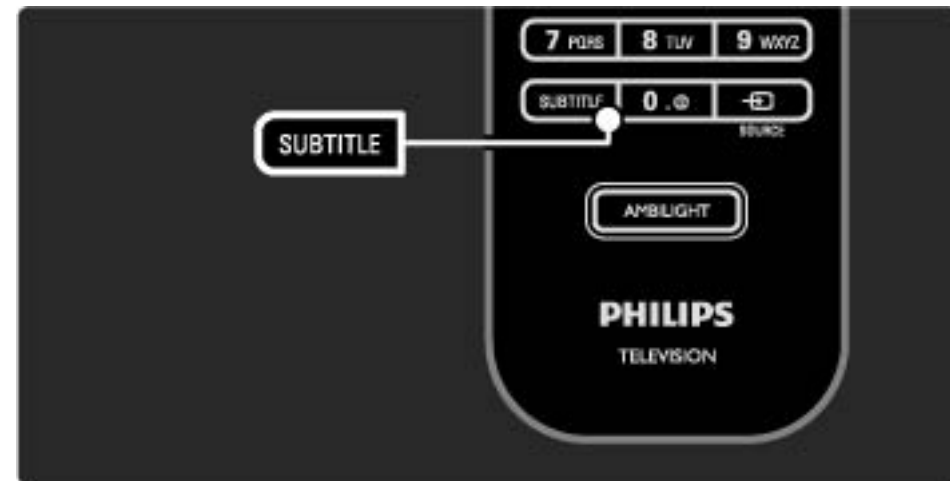 7 PQRS 8 TUV 9 WXYZ
SUBTITLE 0 .@
SOURCE
SUBTITLE
AMBILIGHT
PHILIPS
TELEVISION